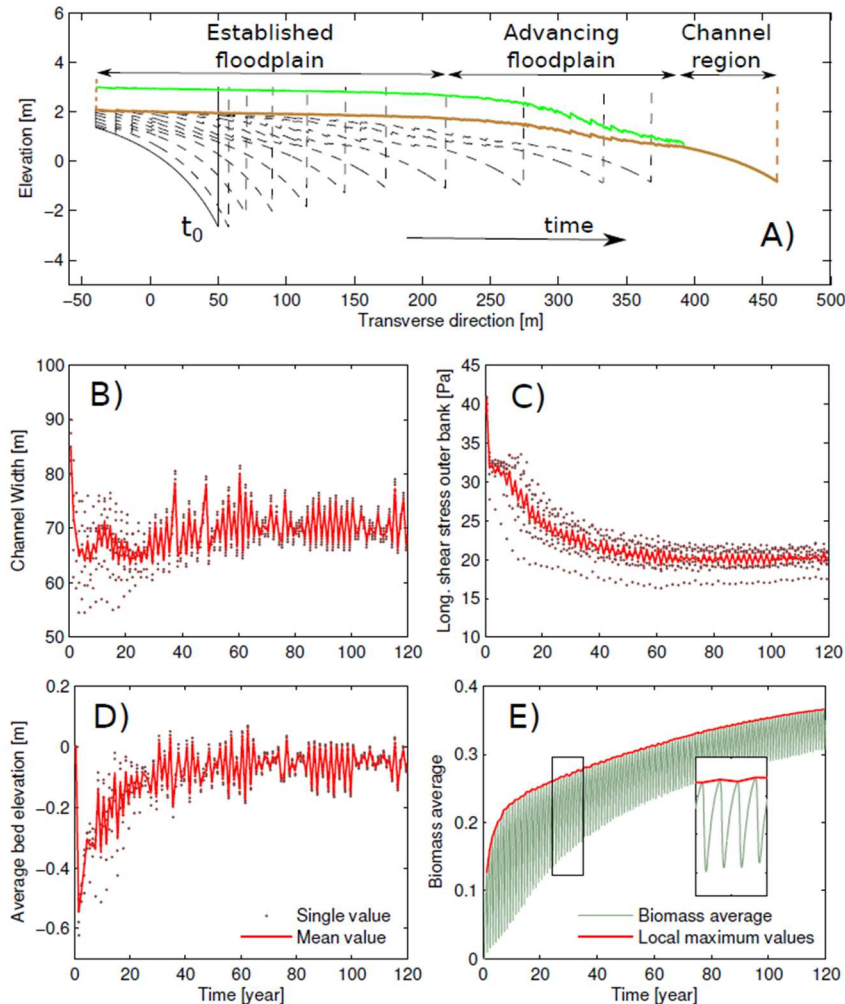 Established floodplain
Advancing floodplain
Channel region
6
4
2
0
−2
−4
Elevation [m]
t0
time
A)
−50 0 50 100 150 200 250 300 350 400 450 500
Transverse direction [m]
100
90
80
70
60
50
Channel Width [m]
B)
0 20 40 60 80 100 120
45
40
35
30
25
20
15
10
Long. shear stress outer bank [Pa]
C)
0 20 40 60 80 100 120
0.2
0
−0.2
−0.4
−0.6
Average bed elevation [m]
D)
Single value
Mean value
0 20 40 60 80 100 120
Time [year]
0.4
0.3
0.2
0.1
0
Biomass average
E)
Biomass average
Local maximum values
0 20 40 60 80 100 120
Time [year]